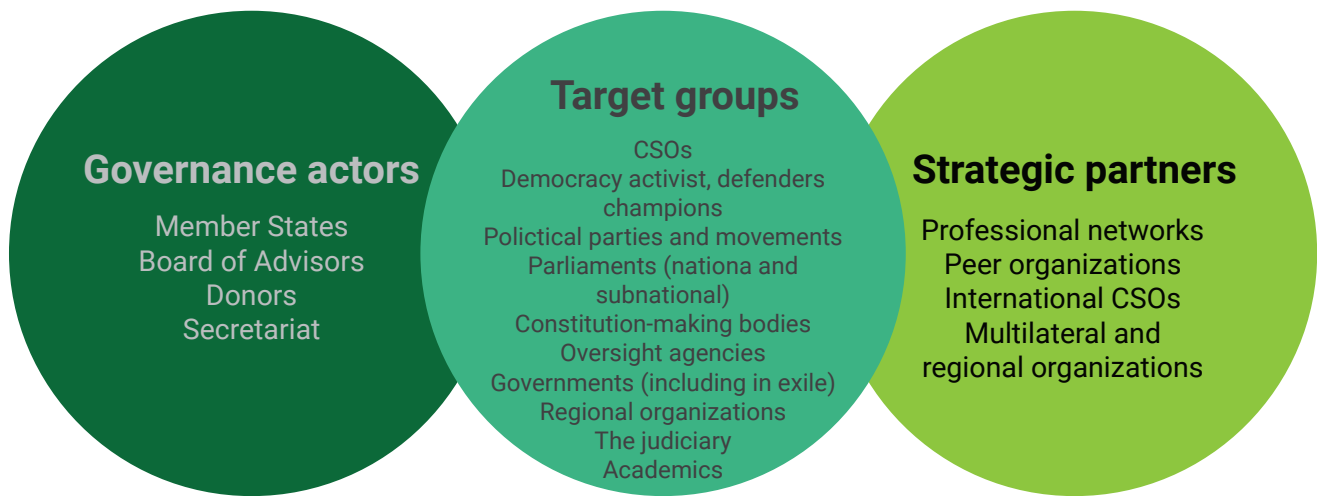 Governance actors
Member States
Board of Advisors
Donors
Secretariat
Target groups
CSOs
Democracy activist, defenders
champions
Polictical parties and movements
Parliaments (nationa and
subnational)
Constitution-making bodies
Oversight agencies
Governments (including in exile)
Regional organizations
The judiciary
Academics
Strategic partners
Professional networks
Peer organizations
International CSOs
Multilateral and
regional organizations